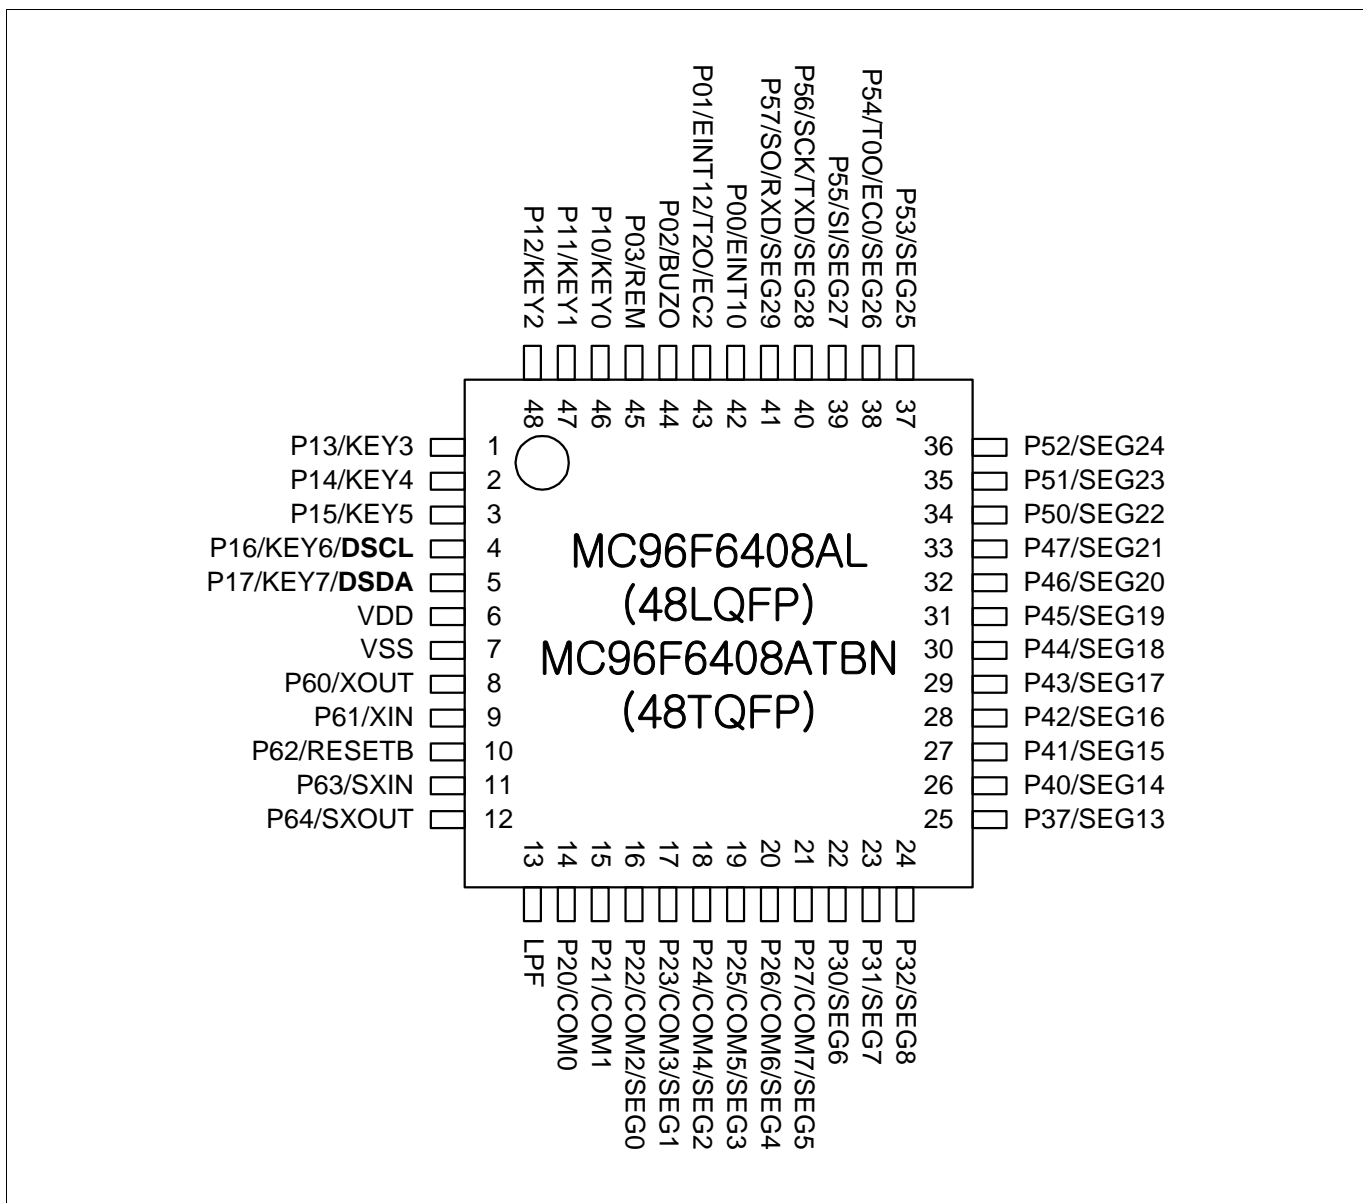 P12/KEY2
P11/KEY1
P10/KEY0
P03/REM
P02/BUZO
P01/EINT12/T2O/EC2
P00/EINT10
P57/SO/RXD/SEG29
P56/SCK/TXD/SEG28
P55/SI/SEG27
P54/T0O/EC0/SEG26
P53/SEG25
48 47 46 45 44 43 42 41 40 39 38 37
P13/KEY3 1
P14/KEY4 2
P15/KEY5 3
P16/KEY6/DSCL 4
P17/KEY7/DSDA 5
VDD 6
VSS 7
P60/XOUT 8
P61/XIN 9
P62/RESETB 10
P63/SXIN 11
P64/SXOUT 12
MC96F6408AL
(48LQFP)
MC96F6408ATBN
(48TQFP)
36 P52/SEG24
35 P51/SEG23
34 P50/SEG22
33 P47/SEG21
32 P46/SEG20
31 P45/SEG19
30 P44/SEG18
29 P43/SEG17
28 P42/SEG16
27 P41/SEG15
26 P40/SEG14
25 P37/SEG13
13 14 15 16 17 18 19 20 21 22 23 24
LPF
P20/COM0
P21/COM1
P22/COM2/SEG0
P23/COM3/SEG1
P24/COM4/SEG2
P25/COM5/SEG3
P26/COM6/SEG4
P27/COM7/SEG5
P30/SEG6
P31/SEG7
P32/SEG8